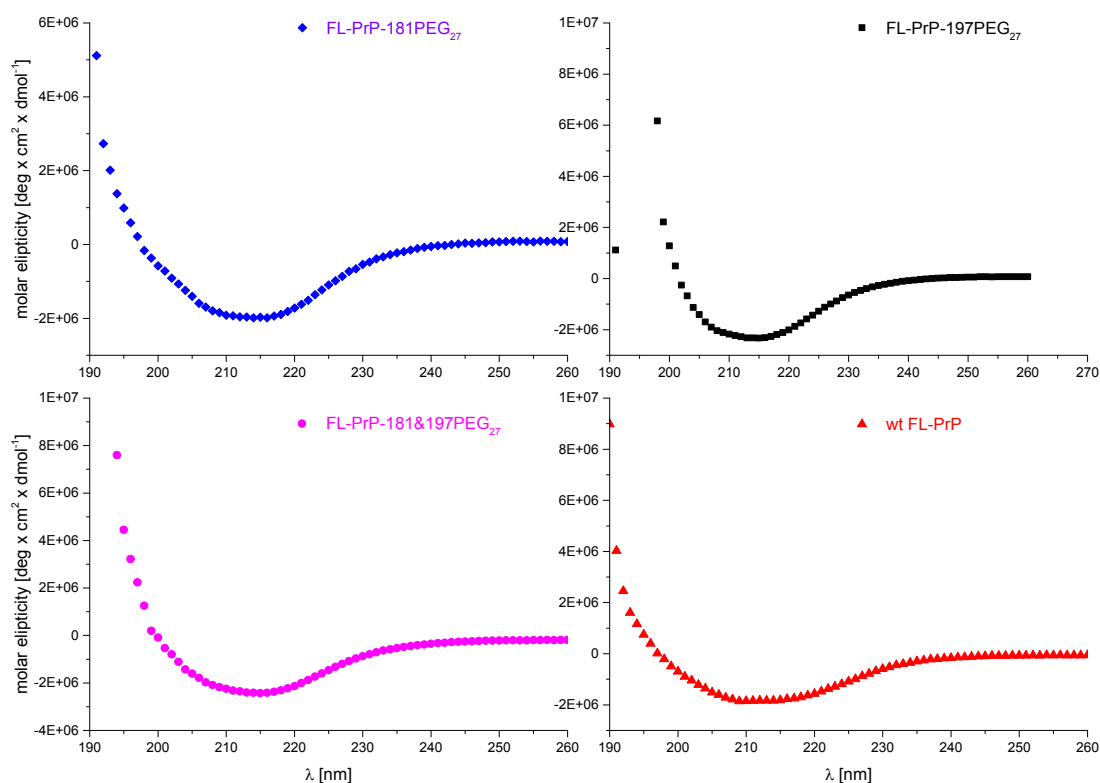 FL-PrP-181PEG27
6E+06
4E+06
2E+06
0
-2E+06
190 200 210 220 230 240 250 260
molar elipticity [deg x cm2 x dmol-1]
FL-PrP-197PEG27
1E+07
8E+06
6E+06
4E+06
2E+06
0
-2E+06
190 200 210 220 230 240 250 260 270
FL-PrP-181&197PEG27
1E+07
8E+06
6E+06
4E+06
2E+06
0
-2E+06
-4E+06
190 200 210 220 230 240 250 260
molar elipticity [deg x cm2 x dmol-1]
λ [nm]
wt FL-PrP
1E+07
8E+06
6E+06
4E+06
2E+06
0
-2E+06
190 200 210 220 230 240 250 260
λ [nm]